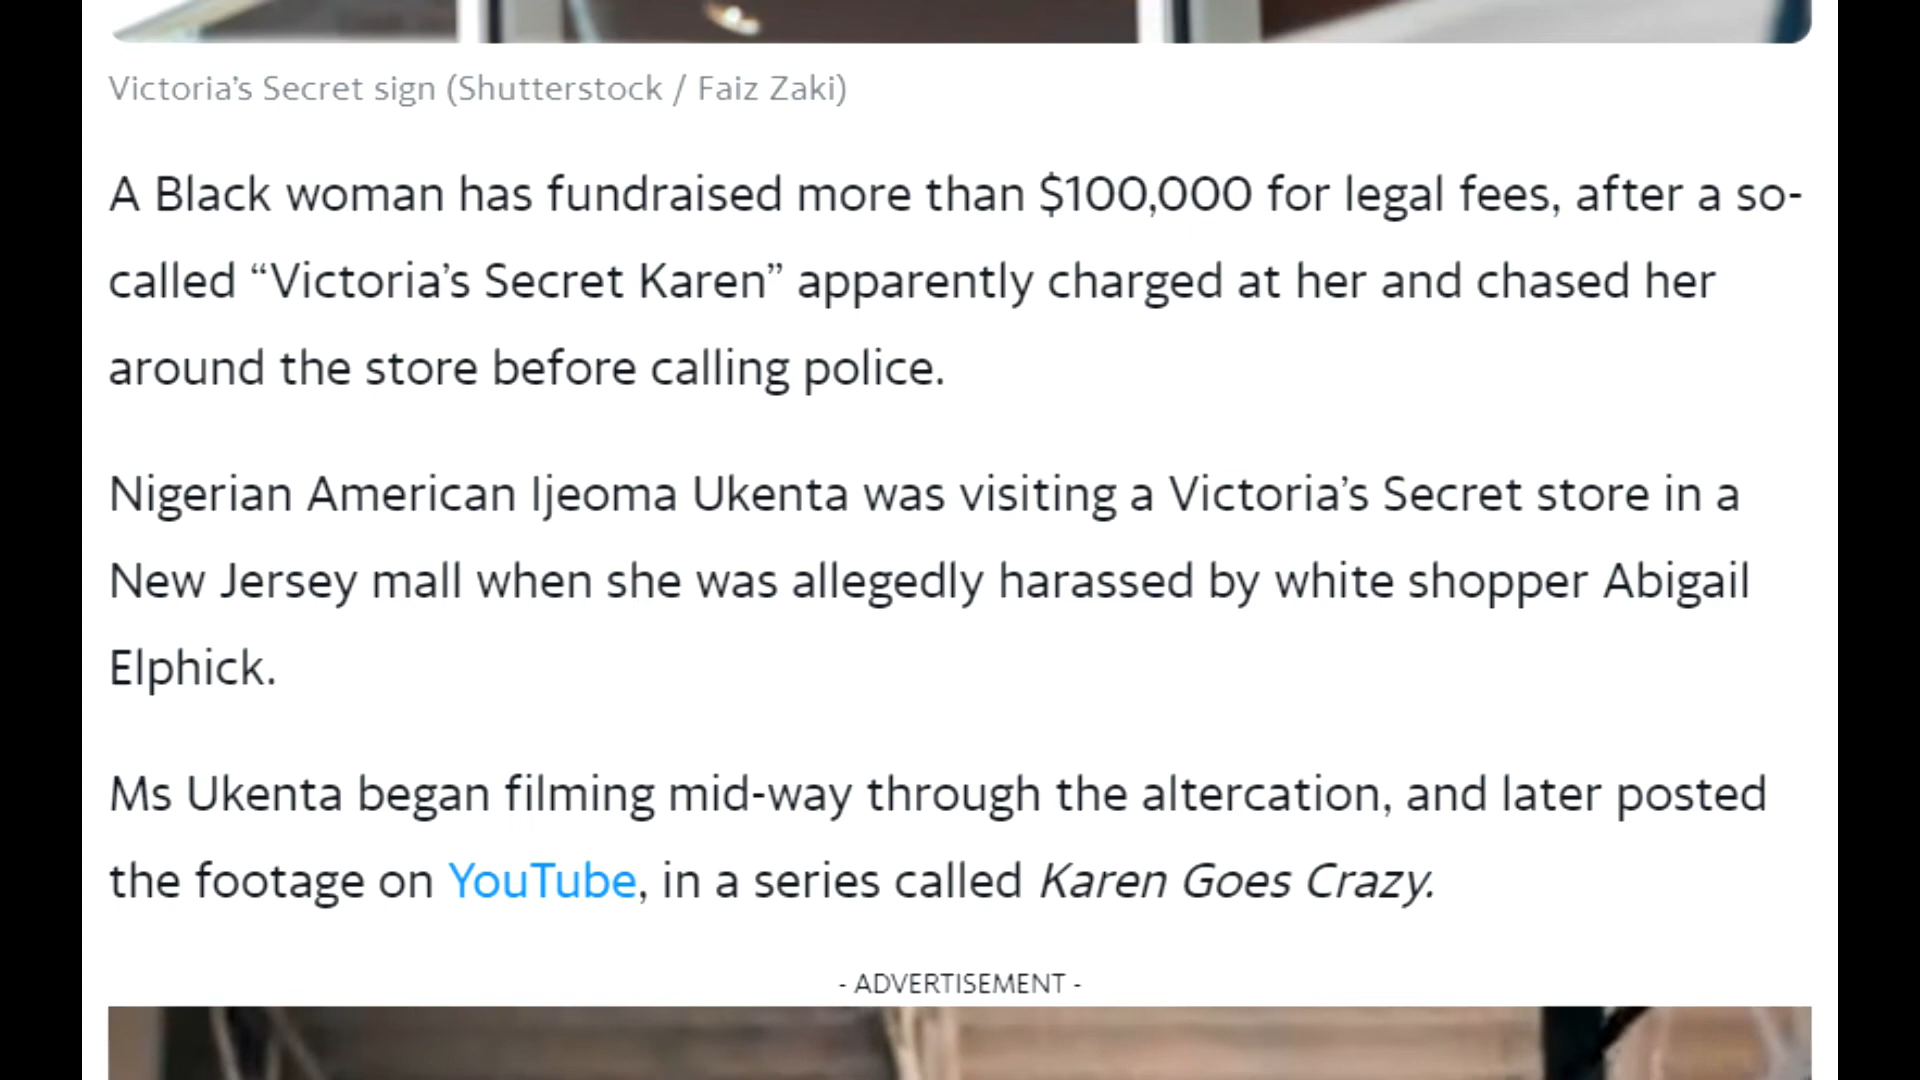 Victoria’s Secret sign (Shutterstock / Faiz Zaki)
A Black woman has fundraised more than $100,000 for legal fees, after a so-
called “Victoria’s Secret Karen” apparently charged at her and chased her
around the store before calling police.
Nigerian American Ijeoma Ukenta was visiting a Victoria’s Secret store in a
New Jersey mall when she was allegedly harassed by white shopper Abigail
Elphick.
Ms Ukenta began filming mid-way through the altercation, and later posted
the footage on YouTube, in a series called Karen Goes Crazy.
- ADVERTISEMENT -